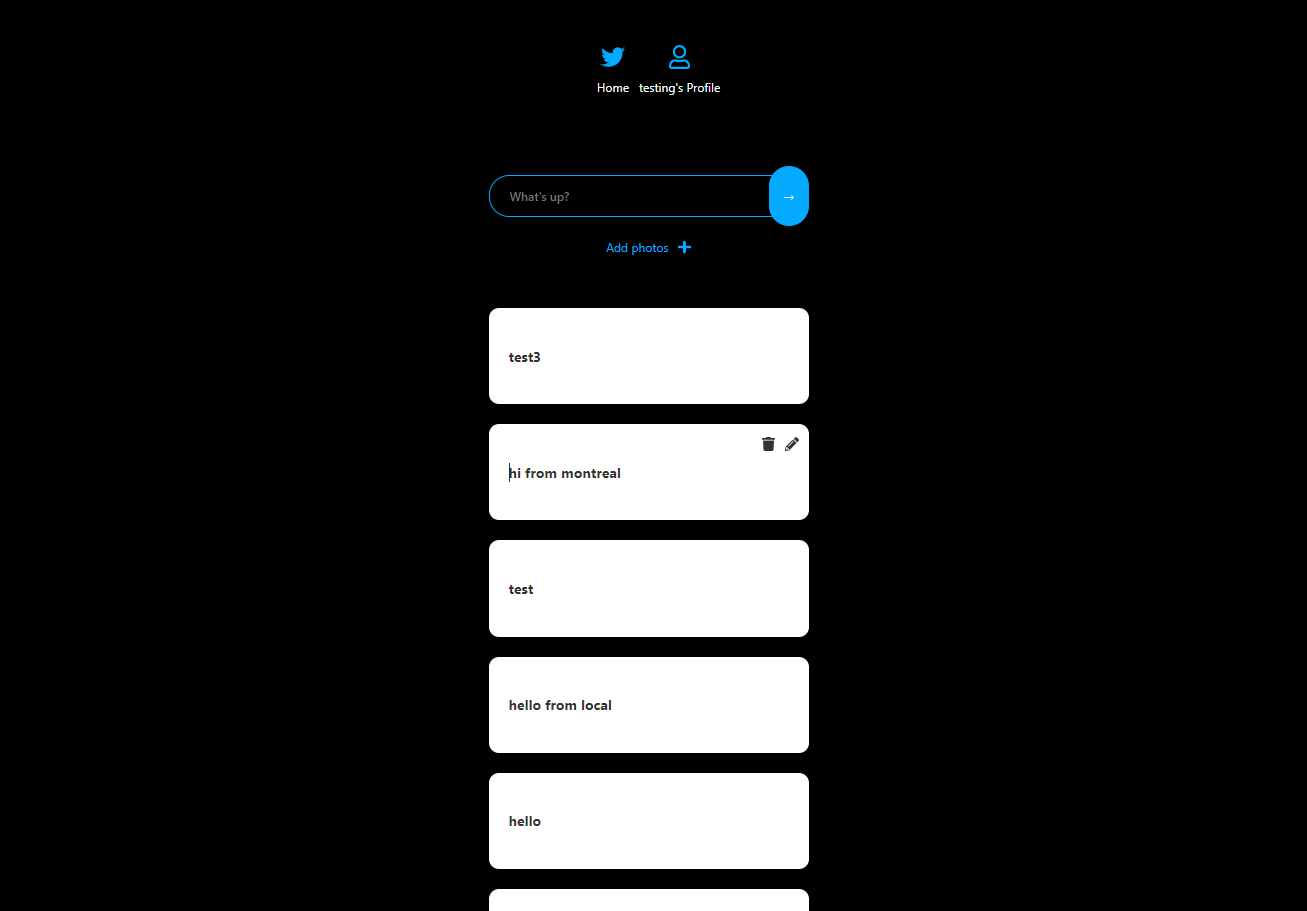 Home testing's Profile
What's up? →
Add photos +
test3
hi from montreal
test
hello from local
hello